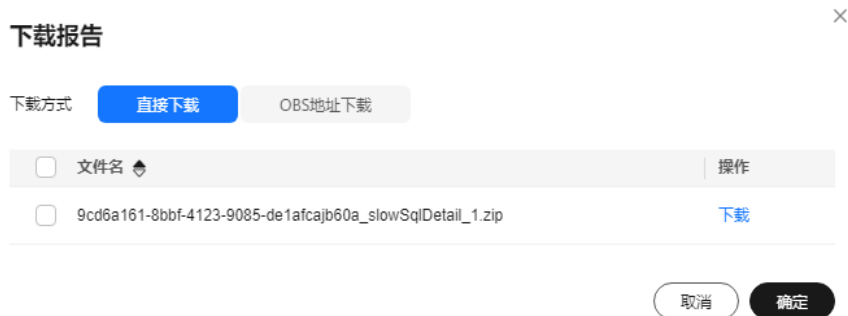 下载报告
下载方式 直接下载 OBS地址下载
文件名 操作
9cd6a161-8bbf-4123-9085-de1afcajb60a_slowSqlDetail_1.zip 下载
取消 确定